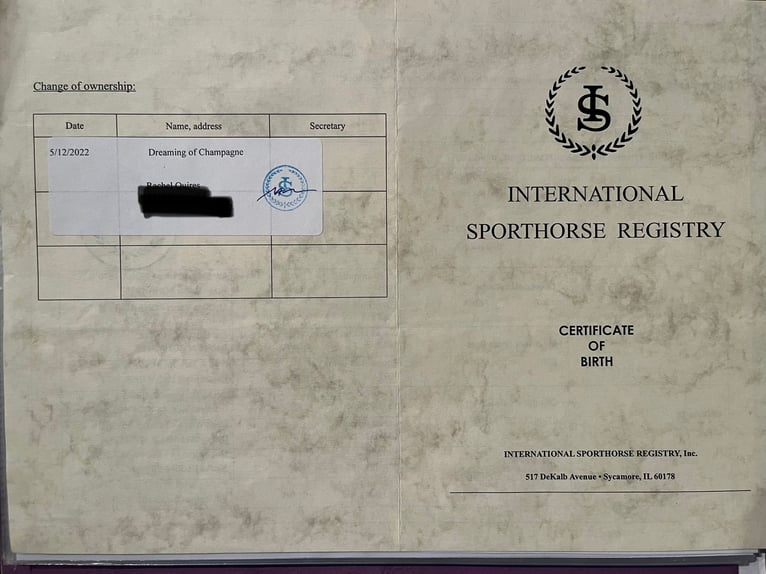 Change of ownership:
Date Name, address Secretary
5/12/2022 Dreaming of Champagne
IS
INTERNATIONAL
SPORTHORSE REGISTRY
CERTIFICATE
OF
BIRTH
INTERNATIONAL SPORTHORSE REGISTRY, Inc.
517 DeKalb Avenue • Sycamore, IL 60178